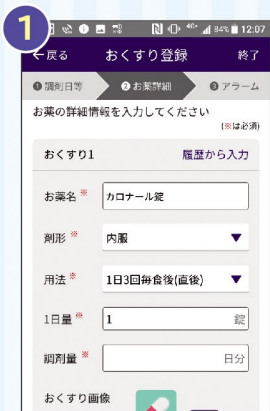 1
4G+ 84% 12:07
←戻る おくすり登録 終了
❶調剤日等 ❷お薬詳細 ❸アラーム
お薬の詳細情報を入力してください
(※は必須)
おくすり1 履歴から入力
お薬名※ カロナール錠
剤形※ 内服
用法※ 1日3回毎食後(直後)
1日量※ 1 錠
調剤量※ 日分
おくすり画像